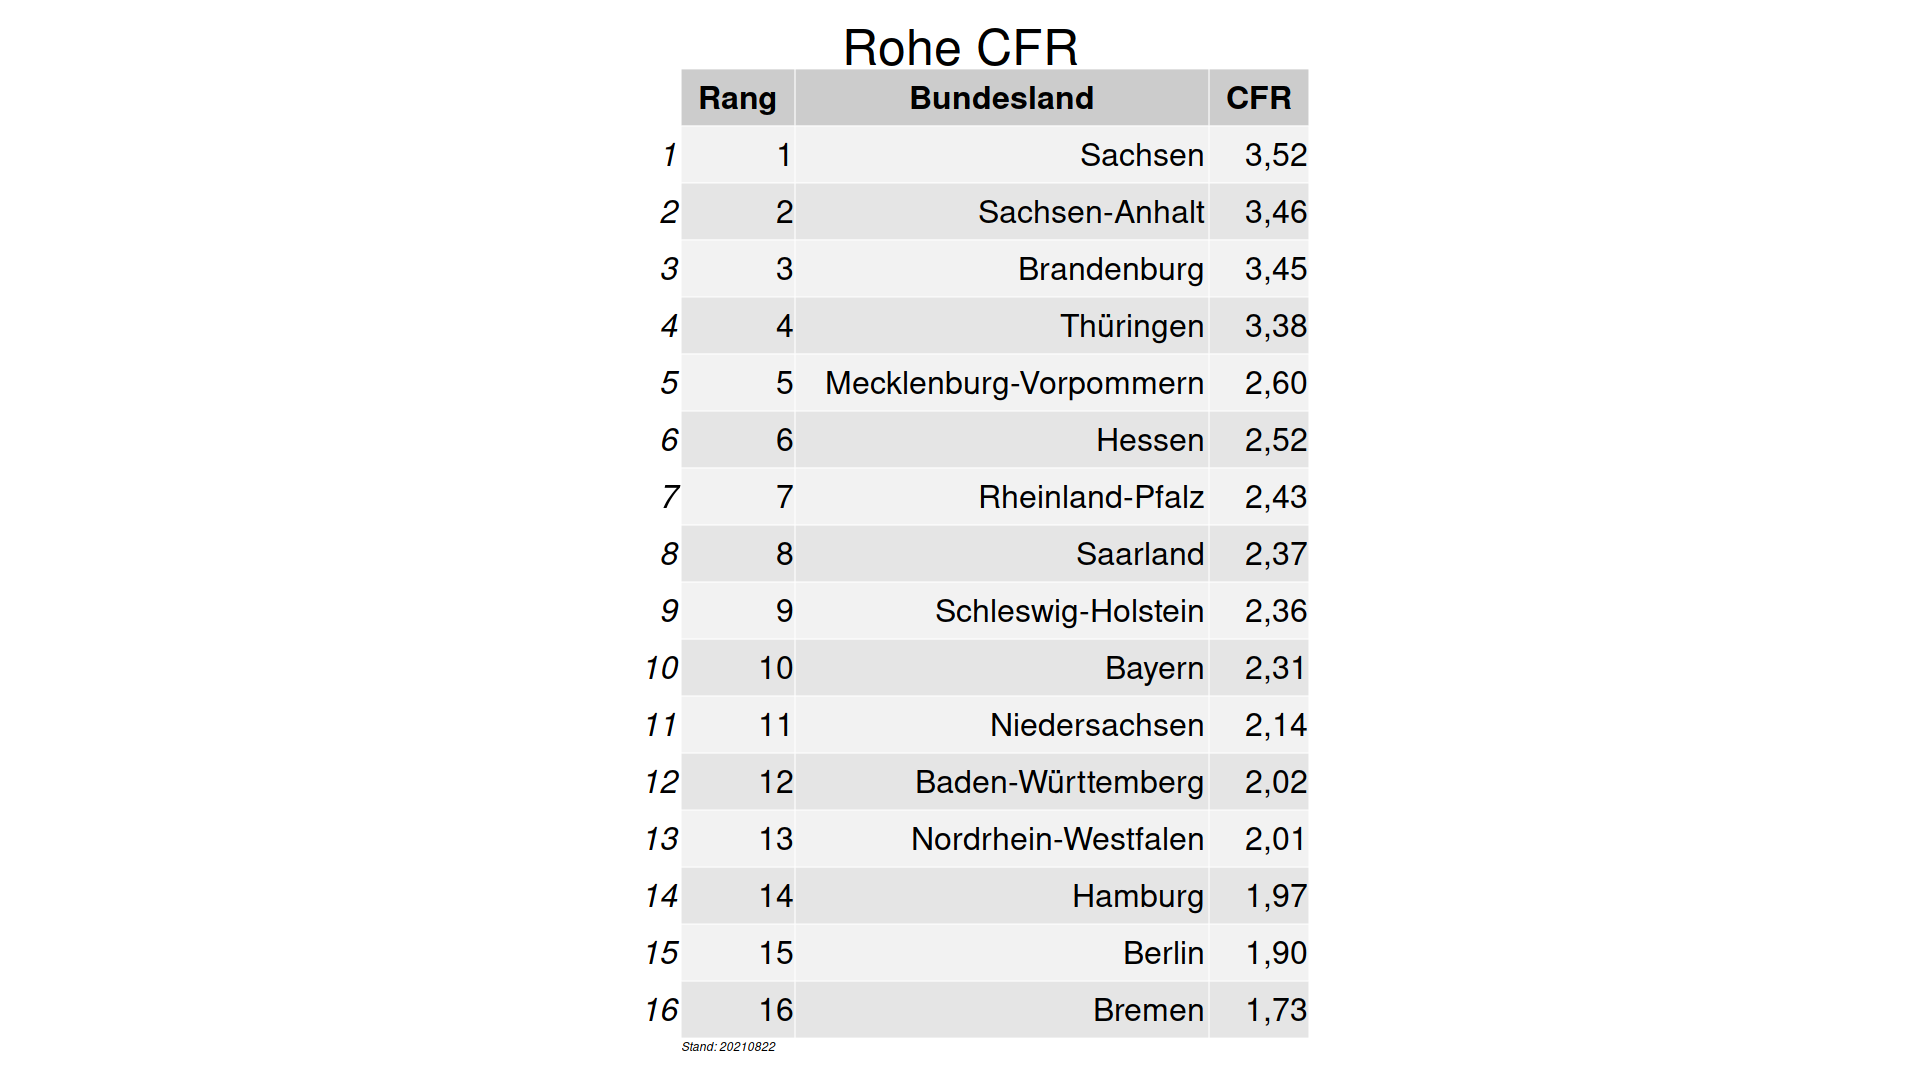 Rohe CFR
Rang Bundesland CFR
1 1 Sachsen 3,52
2 2 Sachsen-Anhalt 3,46
3 3 Brandenburg 3,45
4 4 Thüringen 3,38
5 5 Mecklenburg-Vorpommern 2,60
6 6 Hessen 2,52
7 7 Rheinland-Pfalz 2,43
8 8 Saarland 2,37
9 9 Schleswig-Holstein 2,36
10 10 Bayern 2,31
11 11 Niedersachsen 2,14
12 12 Baden-Württemberg 2,02
13 13 Nordrhein-Westfalen 2,01
14 14 Hamburg 1,97
15 15 Berlin 1,90
16 16 Bremen 1,73
Stand: 20210822